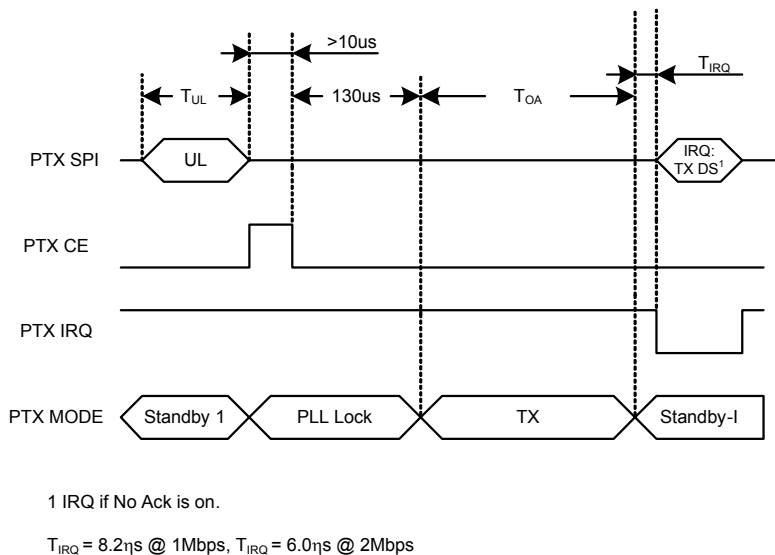 >10us
T_IRQ
T_UL
130us
T_OA
PTX SPI
UL
IRQ:
TX DS¹
PTX CE
PTX IRQ
PTX MODE
Standby 1
PLL Lock
TX
Standby-I
1 IRQ if No Ack is on.
T_IRQ = 8.2ηs @ 1Mbps, T_IRQ = 6.0ηs @ 2Mbps